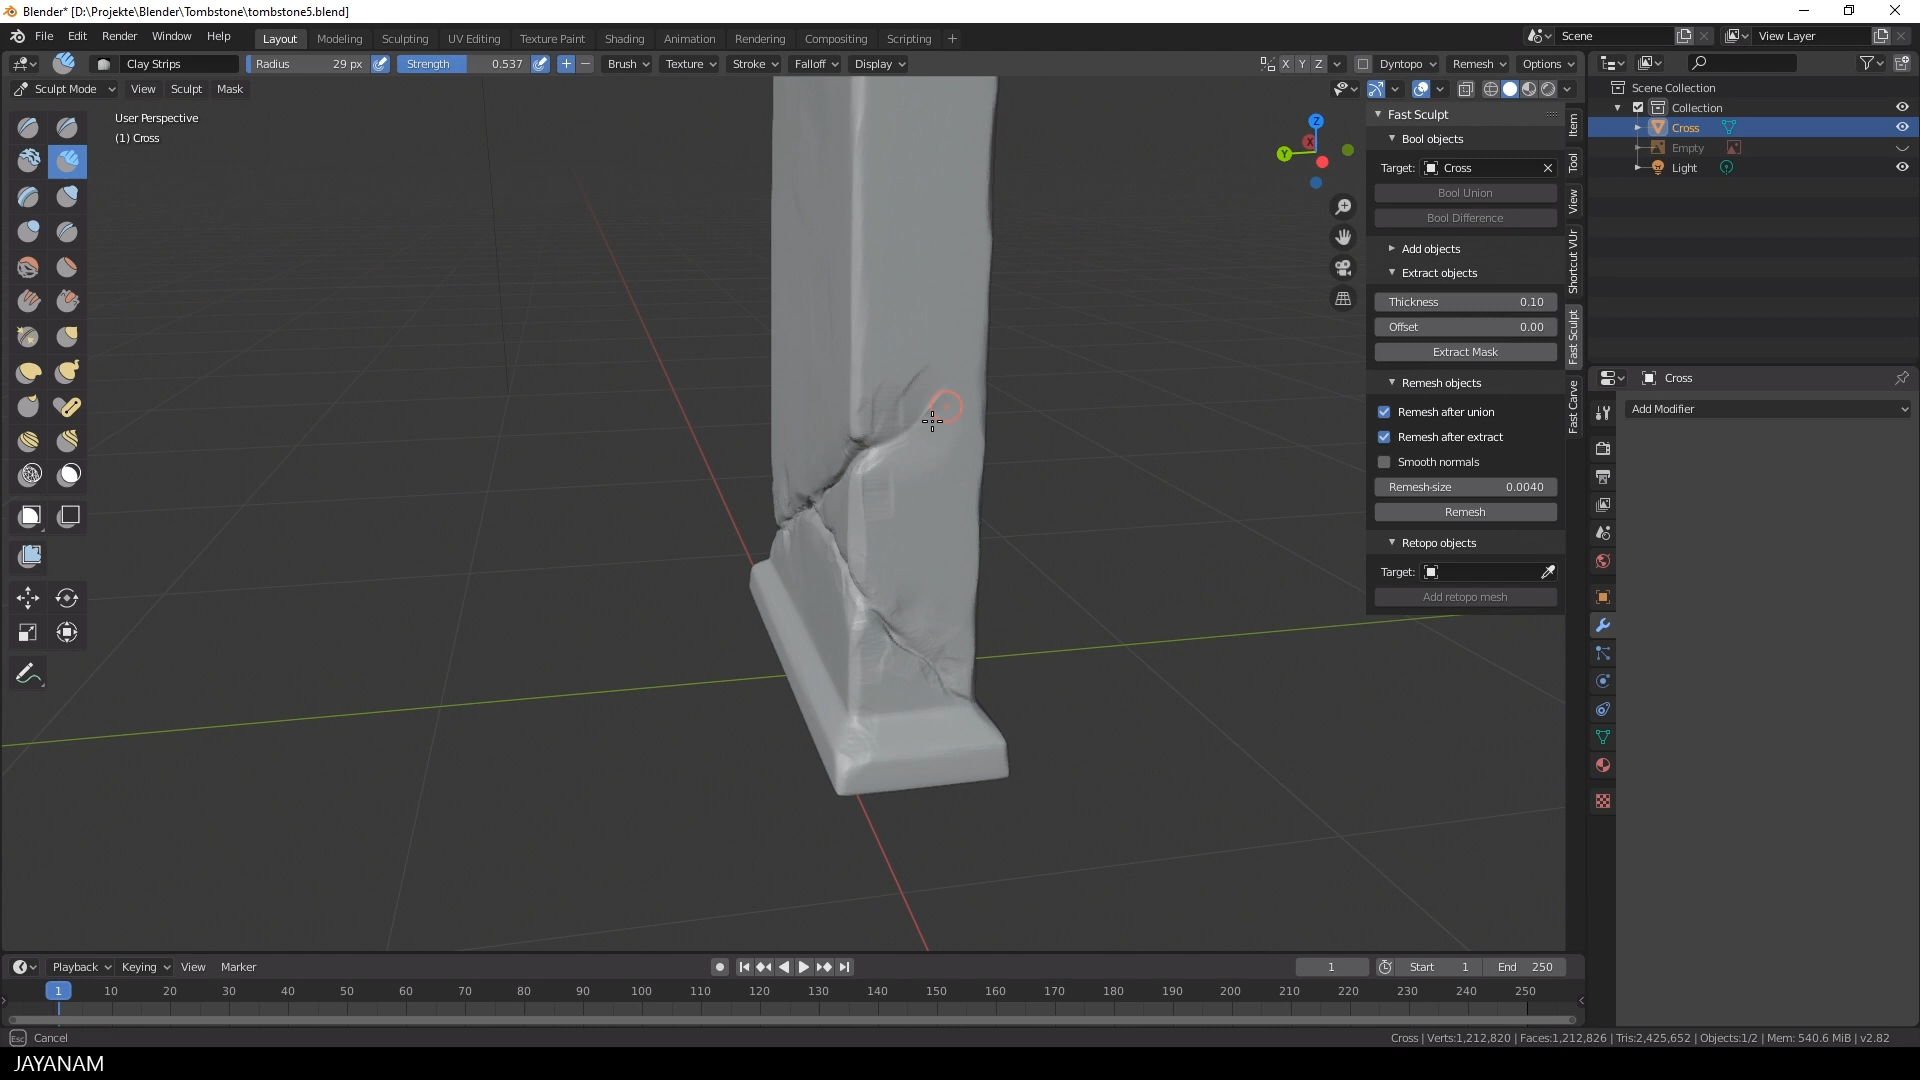 Blender* [D:\Projekte\Blender\Tombstone\tombstone5.blend]
File Edit Render Window Help Layout Modeling Sculpting UV Editing Texture Paint Shading Animation Rendering Compositing Scripting + Scene View Layer
Clay Strips Radius 29 px Strength 0.537 + − Brush Texture Stroke Falloff Display X Y Z Dyntopo Remesh Options
Sculpt Mode View Sculpt Mask
User Perspective
(1) Cross
Z
X
Y
Fast Sculpt
Bool objects
Target: Cross
Bool Union
Bool Difference
Add objects
Extract objects
Thickness 0.10
Offset 0.00
Extract Mask
Remesh objects
Remesh after union
Remesh after extract
Smooth normals
Remesh-size 0.0040
Remesh
Retopo objects
Target:
Add retopo mesh
Item
Tool
View
Shortcut VUr
Fast Sculpt
Fast Carve
Scene Collection
Collection
Cross
Empty
Light
Cross
Add Modifier
Playback Keying View Marker 1 Start 1 End 250
1 10 20 30 40 50 60 70 80 90 100 110 120 130 140 150 160 170 180 190 200 210 220 230 240 250
Esc Cancel Cross | Verts:1,212,820 | Faces:1,212,826 | Tris:2,425,652 | Objects:1/2 | Mem: 540.6 MiB | v2.82
JAYANAM